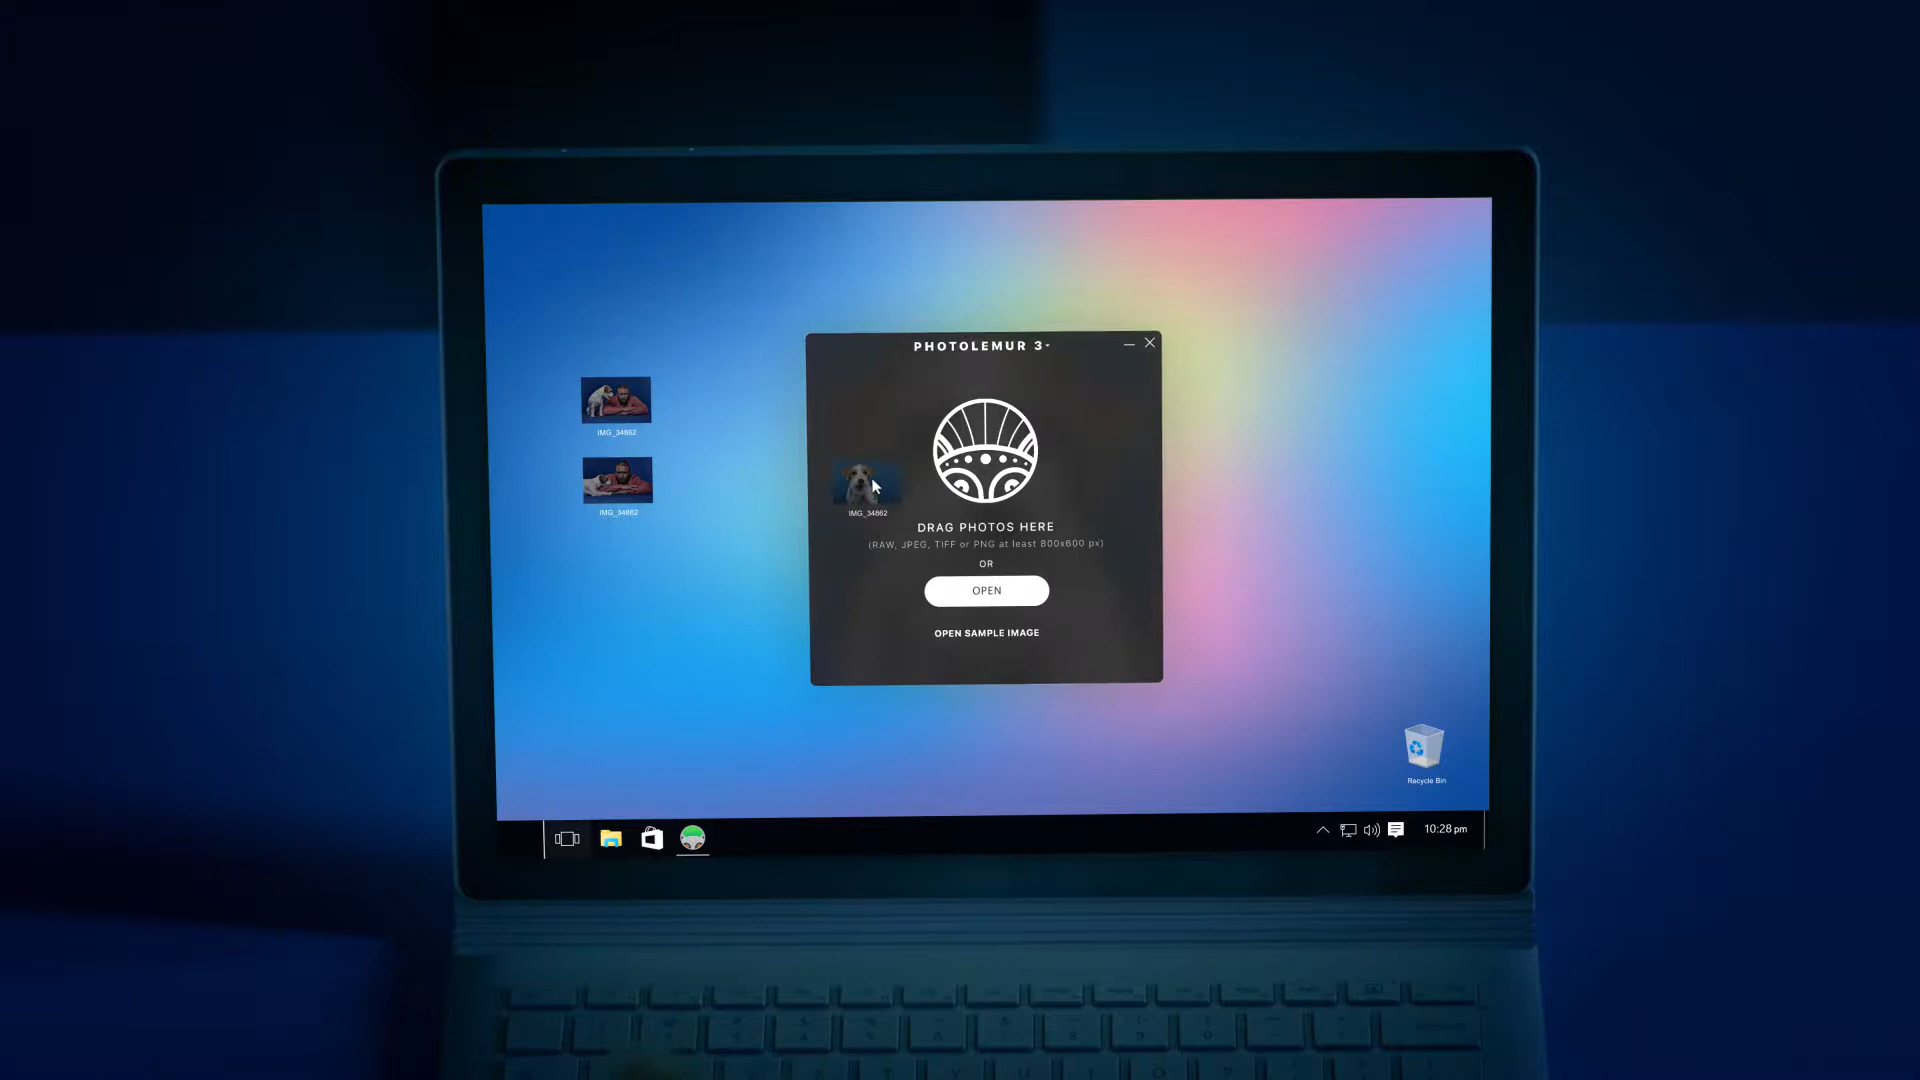 PHOTOLEMUR 3
IMG_34862
IMG_34862
IMG_34862
DRAG PHOTOS HERE
(RAW, JPEG, TIFF or PNG at least 800x600 px)
OR
OPEN
OPEN SAMPLE IMAGE
Recycle Bin
10:28 pm